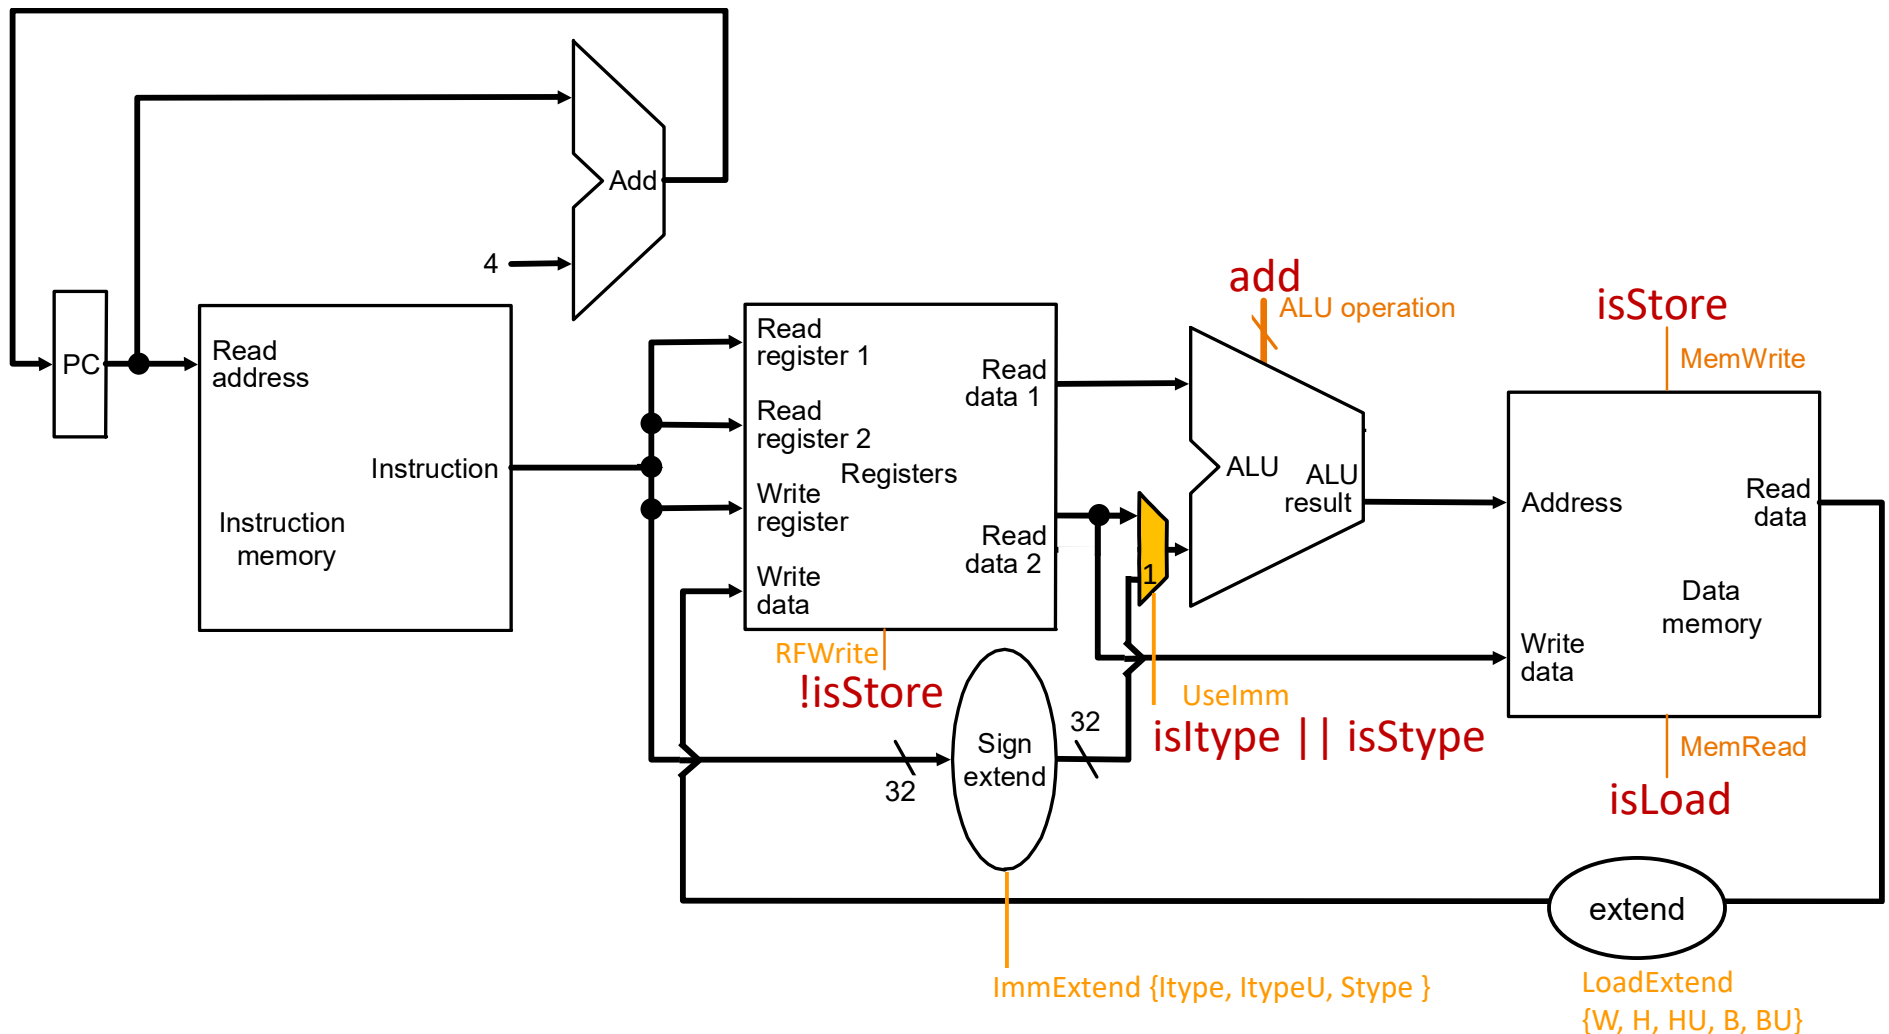 Add
4
PC
Read
address
Instruction
Instruction
memory
Read
register 1
Read
register 2
Registers
Write
register
Write
data
Read
data 1
Read
data 2
RFWrite
!isStore
32
Sign
extend
32
ImmExtend {Itype, ItypeU, Stype }
1
UseImm
isItype || isStype
add
ALU operation
ALU
ALU
result
isStore
MemWrite
Address
Read
data
Data
memory
Write
data
MemRead
isLoad
extend
LoadExtend
{W, H, HU, B, BU}